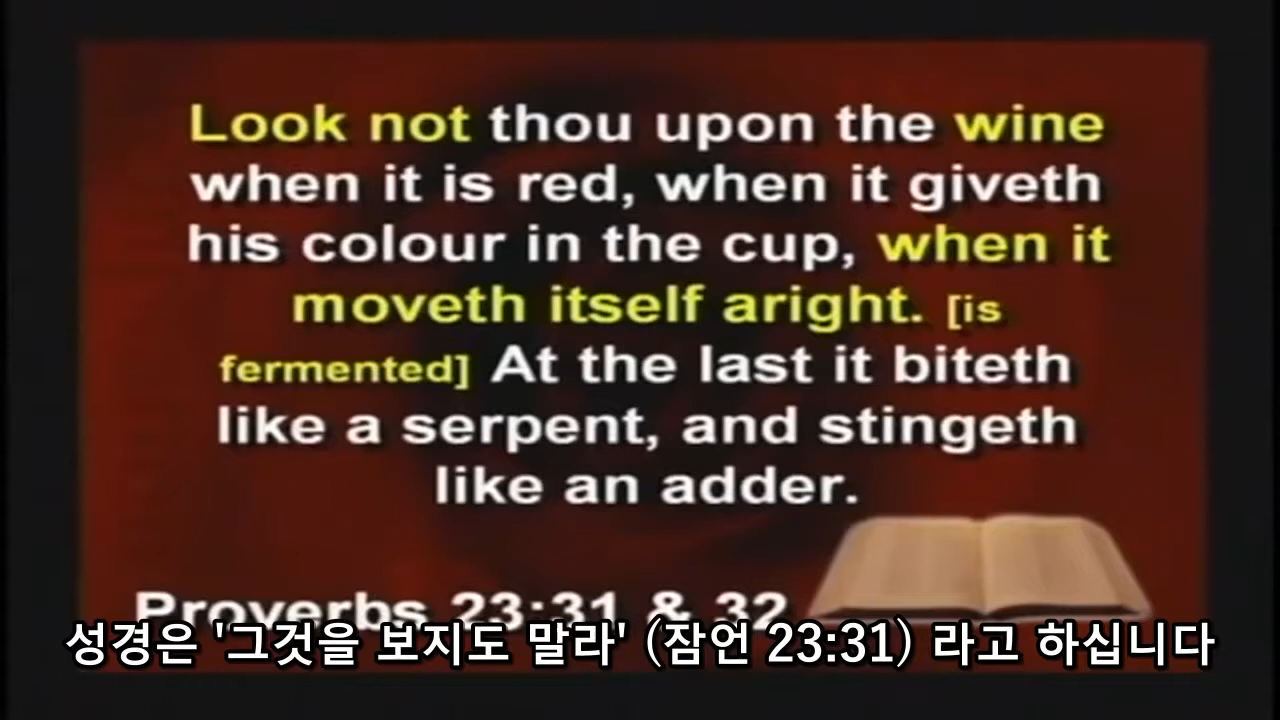 Look not thou upon the wine
when it is red, when it giveth
his colour in the cup, when it
moveth itself aright. [is
fermented] At the last it biteth
like a serpent, and stingeth
like an adder.
Proverbs 23:31 & 32
성경은 '그것을 보지도 말라' (잠언 23:31) 라고 하십니다